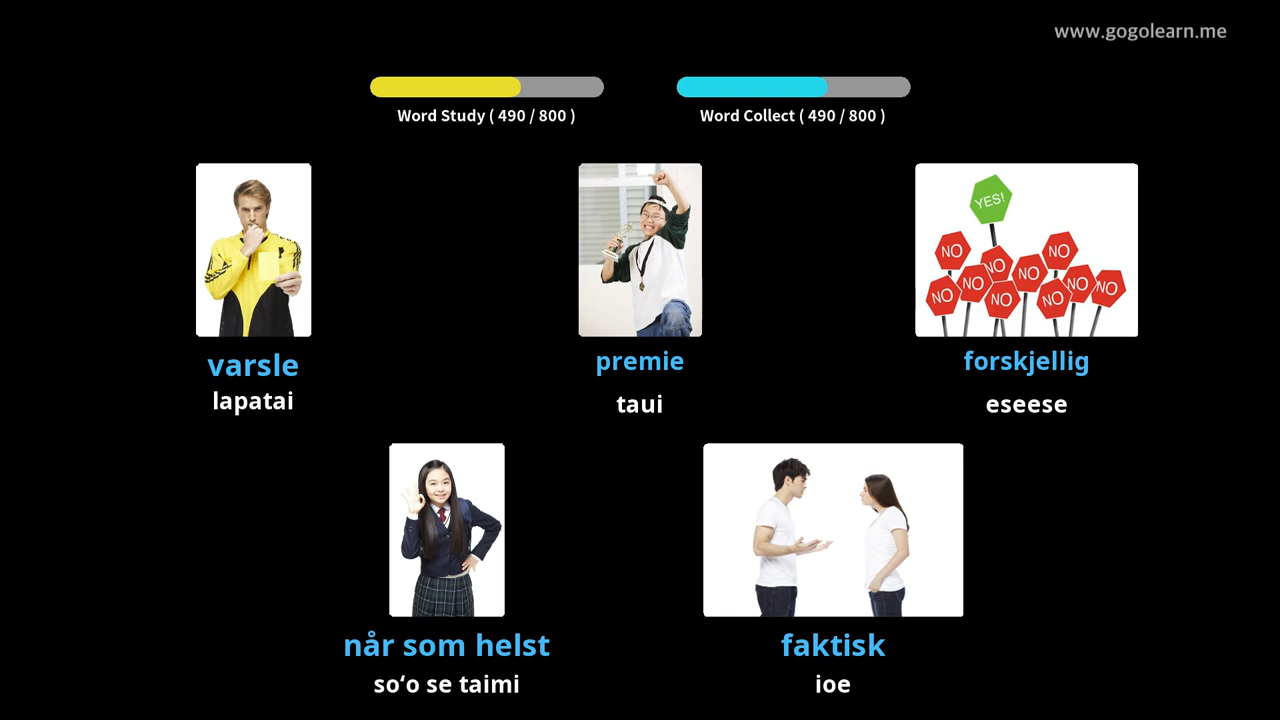 www.gogolearn.me
Word Study ( 490 / 800 )
Word Collect ( 490 / 800 )
YES!
NO
NO
NO
NO
NO
NO
NO
NO
NO
NO
varsle
lapatai
premie
taui
forskjellig
eseese
når som helst
soʻo se taimi
faktisk
ioe